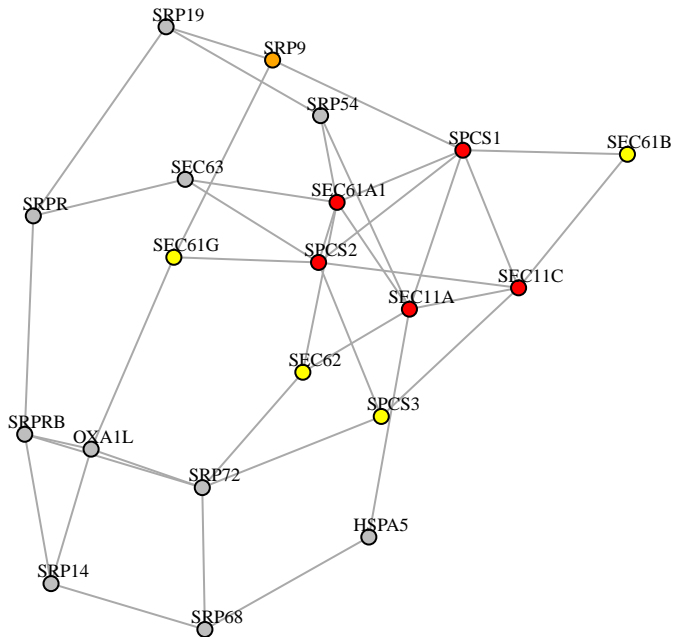 SRP19
SRP9
SRP54
SPCS1
SEC61B
SEC63
SEC61A1
SRPR
SEC61G
SPCS2
SEC11C
SEC11A
SEC62
SPCS3
SRPRB
OXA1L
SRP72
HSPA5
SRP14
SRP68